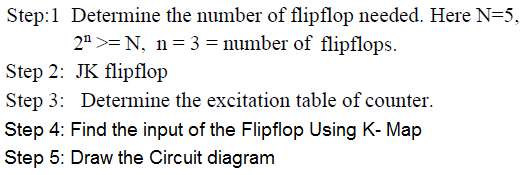 Step:1 Determine the number of flipflop needed. Here N=5,
2ⁿ >= N, n = 3 = number of flipflops.
Step 2: JK flipflop
Step 3: Determine the excitation table of counter.
Step 4: Find the input of the Flipflop Using K- Map
Step 5: Draw the Circuit diagram